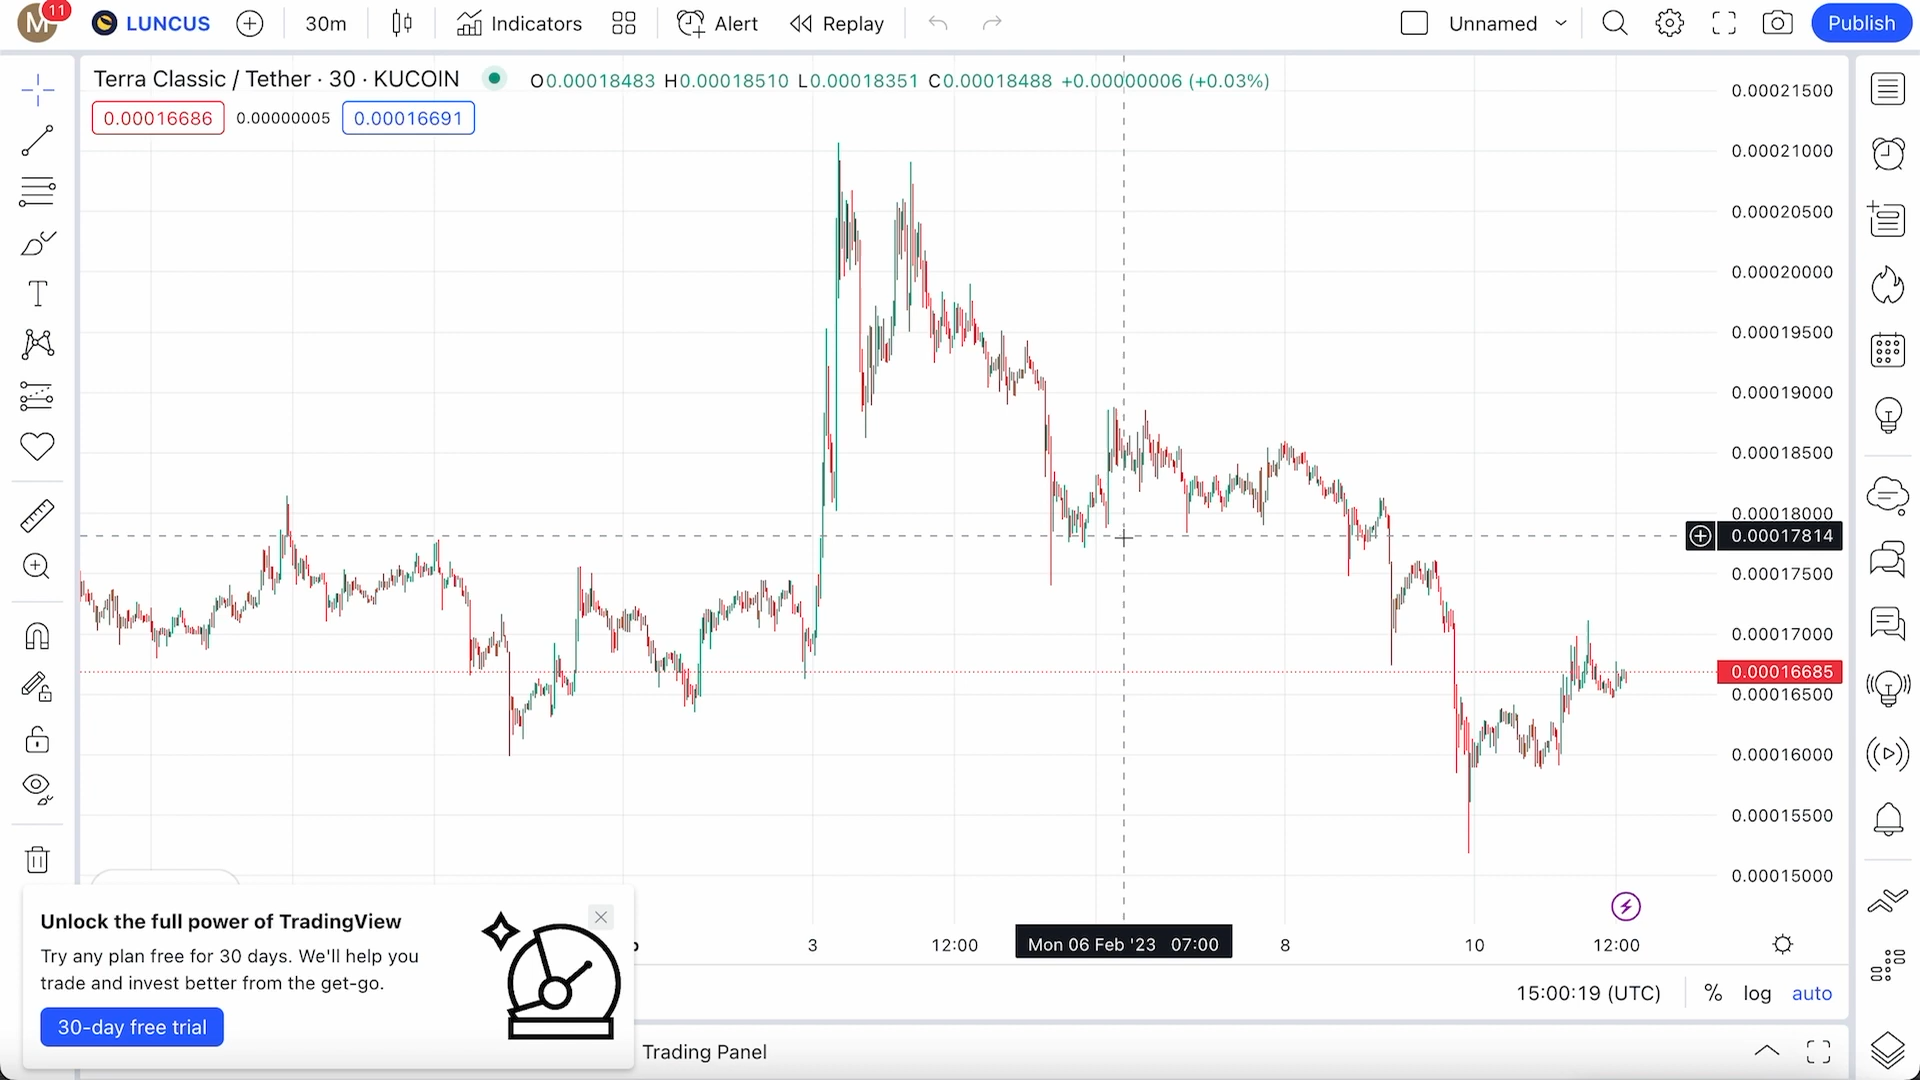 M 11 LUNCUS 30m Indicators Alert Replay Unnamed Publish
Terra Classic / Tether · 30 · KUCOIN O0.00018483 H0.00018510 L0.00018351 C0.00018488 +0.00000006 (+0.03%)
0.00016686 0.00000005 0.00016691
0.00021500
0.00021000
0.00020500
0.00020000
0.00019500
0.00019000
0.00018500
0.00018000
0.00017814
0.00017500
0.00017000
0.00016685
0.00016500
0.00016000
0.00015500
0.00015000
3 12:00 Mon 06 Feb '23 07:00 8 10 12:00
Unlock the full power of TradingView
Try any plan free for 30 days. We'll help you
trade and invest better from the get-go.
30-day free trial
15:00:19 (UTC) % log auto
Trading Panel